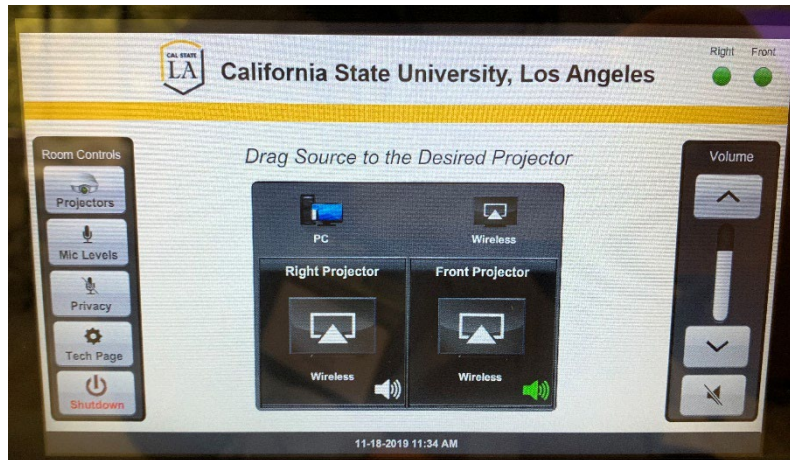 CAL STATE
LA
California State University, Los Angeles
Right Front
Room Controls
Projectors
Mic Levels
Privacy
Tech Page
Shutdown
Drag Source to the Desired Projector
PC
Wireless
Right Projector
Wireless
Front Projector
Wireless
Volume
11-18-2019 11:34 AM